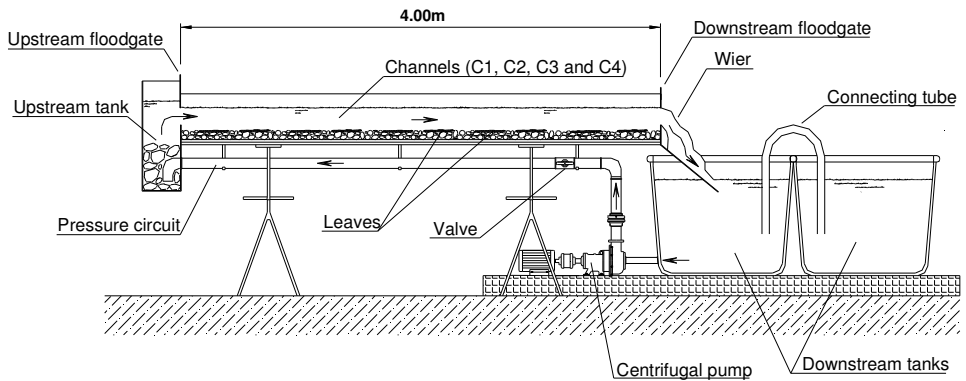 4.00m
Upstream floodgate
Downstream floodgate
Wier
Channels (C1, C2, C3 and C4)
Connecting tube
Upstream tank
Pressure circuit
Leaves
Valve
Centrifugal pump
Downstream tanks